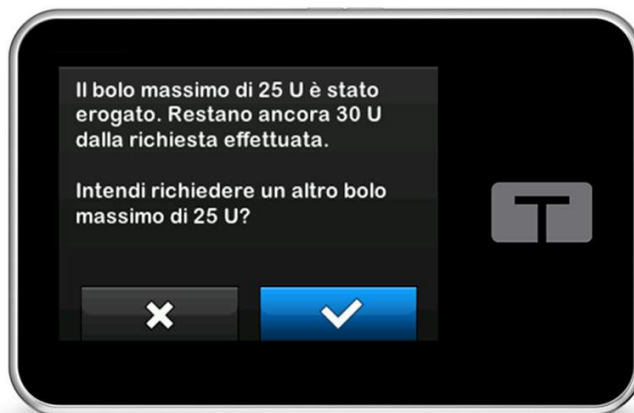 Il bolo massimo di 25 U è stato
erogato. Restano ancora 30 U
dalla richiesta effettuata.
Intendi richiedere un altro bolo
massimo di 25 U?
T